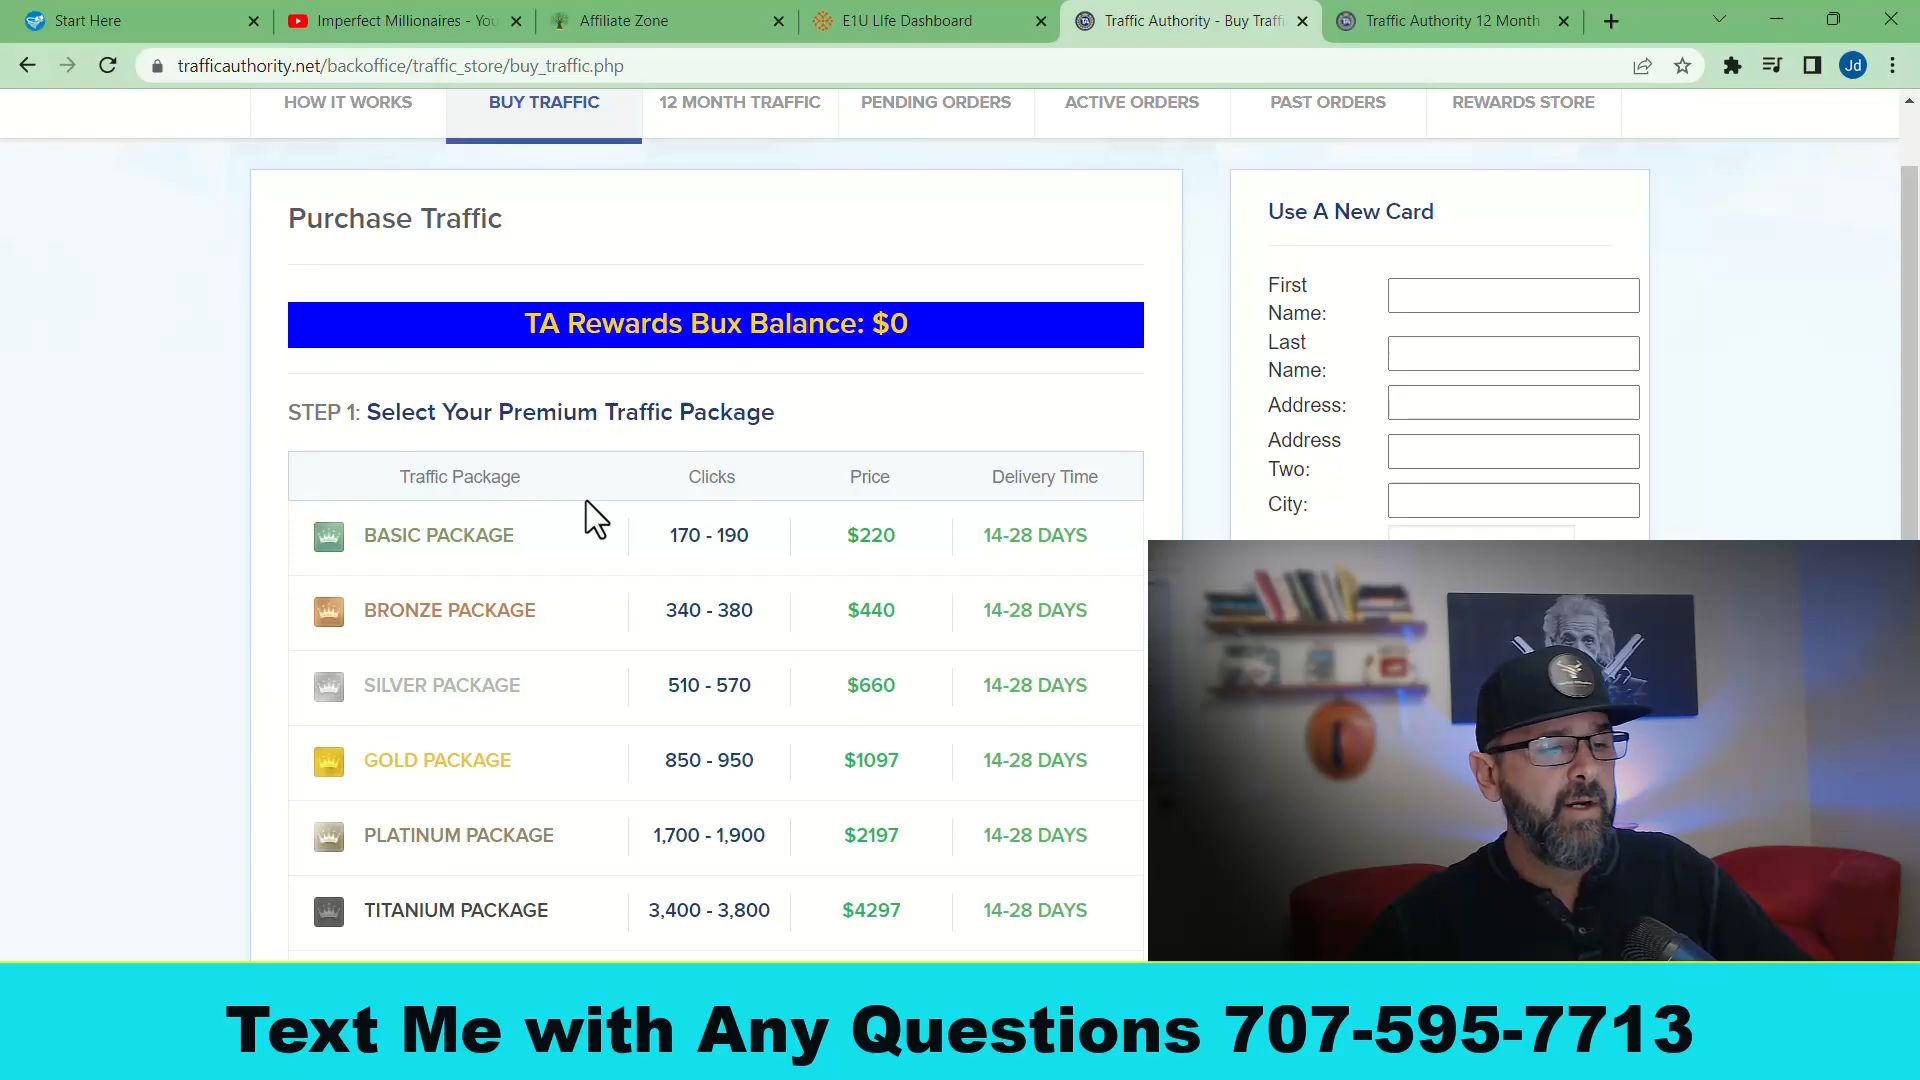 Start Here
Imperfect Millionaires - You
Affiliate Zone
E1U LIfe Dashboard
Traffic Authority - Buy Traffi
Traffic Authority 12 Month
trafficauthority.net/backoffice/traffic_store/buy_traffic.php
Jd
HOW IT WORKS
BUY TRAFFIC
12 MONTH TRAFFIC
PENDING ORDERS
ACTIVE ORDERS
PAST ORDERS
REWARDS STORE
Purchase Traffic
TA Rewards Bux Balance: $0
STEP 1: Select Your Premium Traffic Package
Traffic Package Clicks Price Delivery Time
BASIC PACKAGE 170 - 190 $220 14-28 DAYS
BRONZE PACKAGE 340 - 380 $440 14-28 DAYS
SILVER PACKAGE 510 - 570 $660 14-28 DAYS
GOLD PACKAGE 850 - 950 $1097 14-28 DAYS
PLATINUM PACKAGE 1,700 - 1,900 $2197 14-28 DAYS
TITANIUM PACKAGE 3,400 - 3,800 $4297 14-28 DAYS
Use A New Card
First
Name:
Last
Name:
Address:
Address
Two:
City:
Text Me with Any Questions 707-595-7713